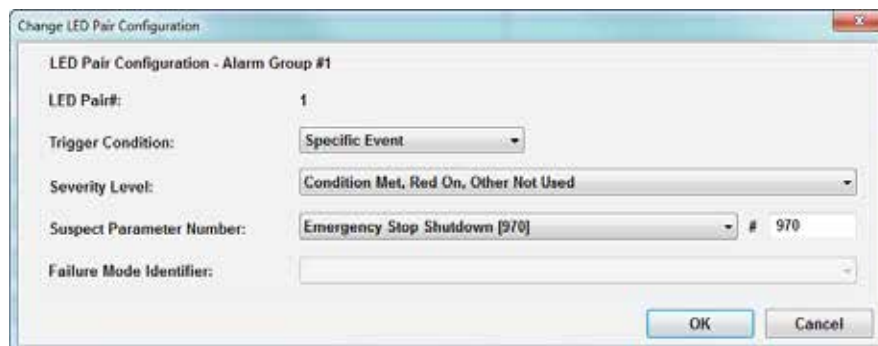 Change LED Pair Configuration
LED Pair Configuration - Alarm Group #1
LED Pair#: 1
Trigger Condition: Specific Event
Severity Level: Condition Met, Red On, Other Not Used
Suspect Parameter Number: Emergency Stop Shutdown [970] # 970
Failure Mode Identifier:
OK Cancel